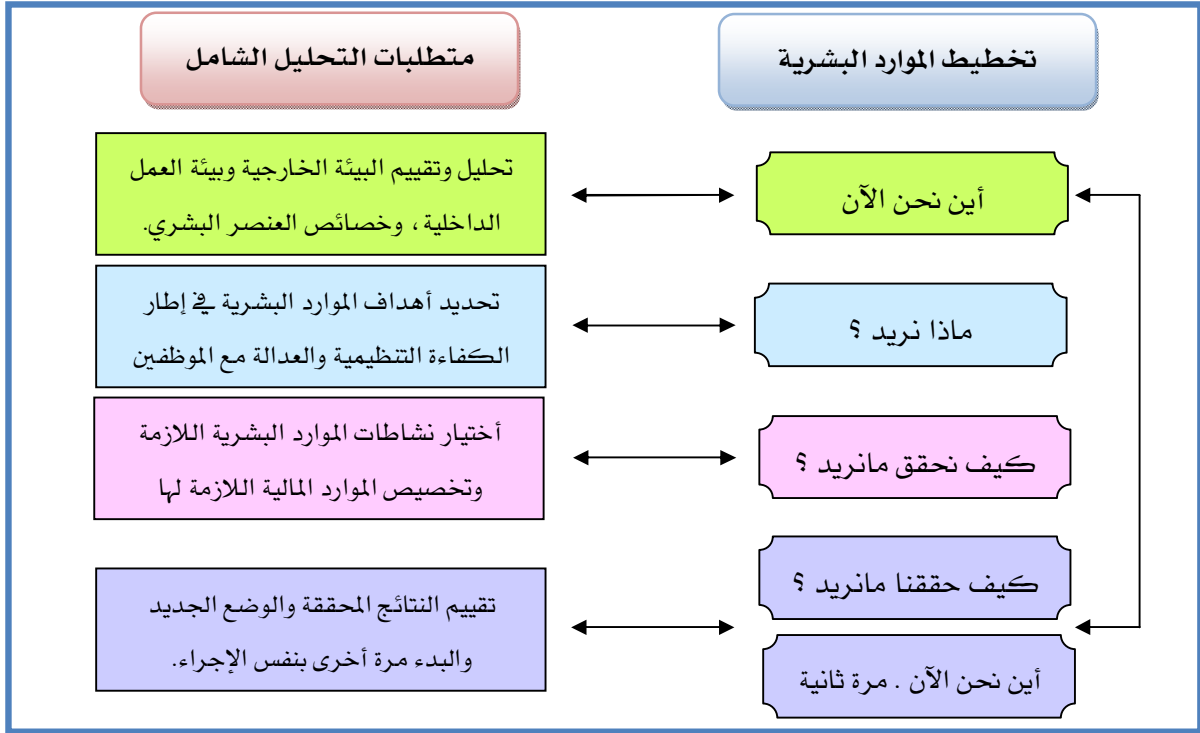 تخطيط الموارد البشرية
متطلبات التحليل الشامل
أين نحن الآن
تحليل وتقييم البيئة الخارجية وبيئة العمل
الداخلية ، وخصائص العنصر البشري.
ماذا نريد ؟
تحديد أهداف الموارد البشرية في إطار
الكفاءة التنظيمية والعدالة مع الموظفين
كيف نحقق مانريد ؟
أختيار نشاطات الموارد البشرية اللازمة
وتخصيص الموارد المالية اللازمة لها
كيف حققنا مانريد ؟
أين نحن الآن . مرة ثانية
تقييم النتائج المحققة والوضع الجديد
والبدء مرة أخرى بنفس الإجراء.